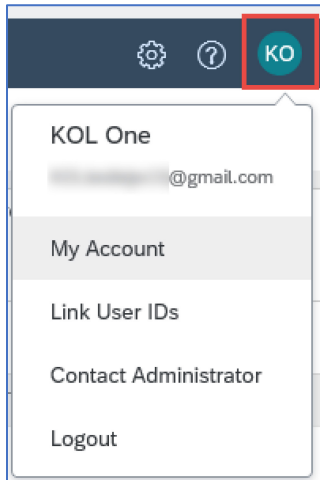 KO
KOL One
@gmail.com
My Account
Link User IDs
Contact Administrator
Logout